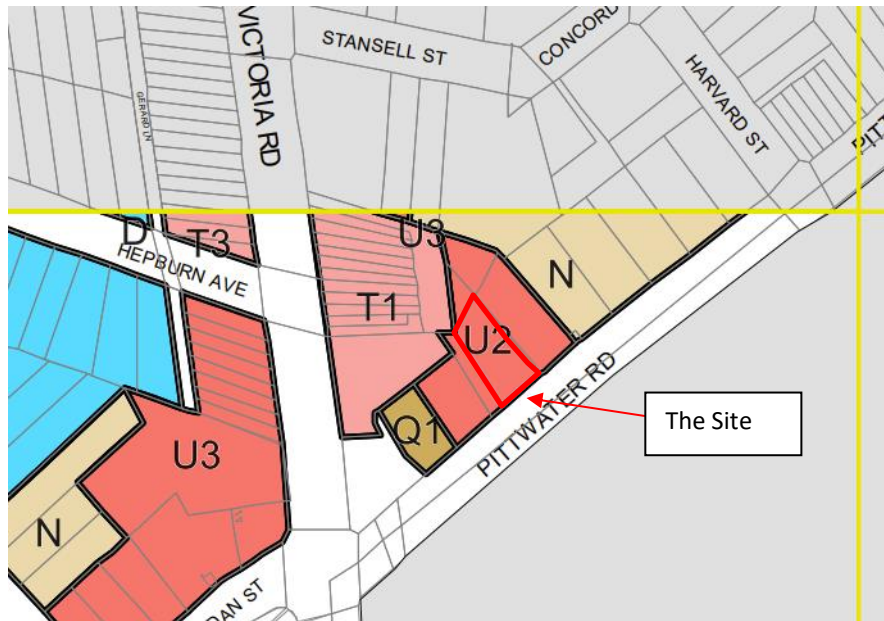 VICTORIA RD
STANSELL ST
CONCORD
HARVARD ST
GERARD LN
PITT
D
T3
U3
HEPBURN AVE
N
T1
U2
PITTWATER RD
The Site
Q1
U3
N
DAN ST